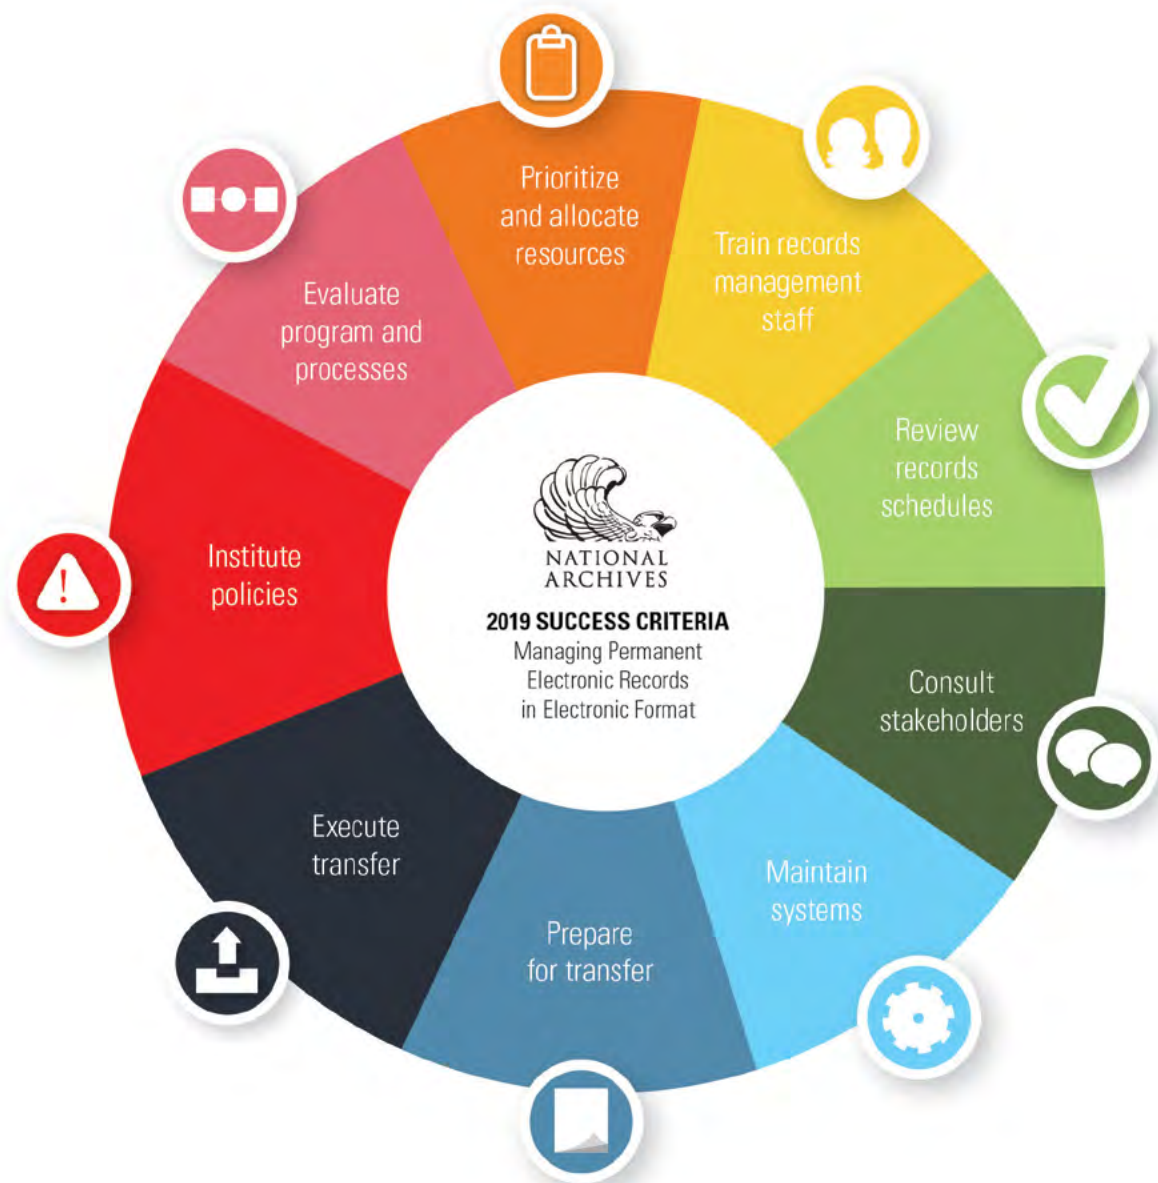 Prioritize
and allocate
resources
Train records
management
staff
Review
records
schedules
Consult
stakeholders
Maintain
systems
Prepare
for transfer
Execute
transfer
Institute
policies
!
Evaluate
program and
processes
NATIONAL
ARCHIVES
2019 SUCCESS CRITERIA
Managing Permanent
Electronic Records
in Electronic Format